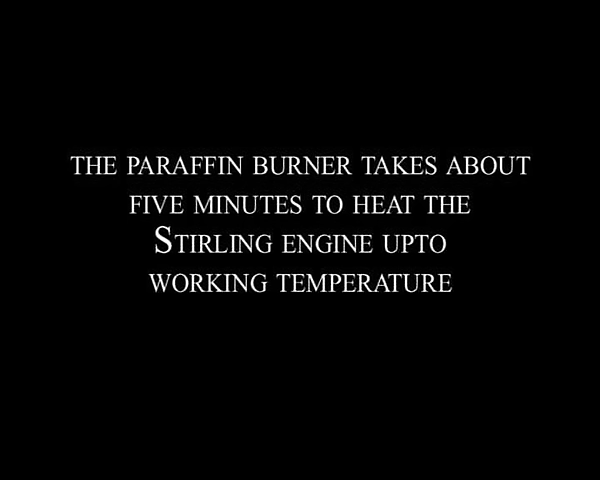 THE PARAFFIN BURNER TAKES ABOUT
FIVE MINUTES TO HEAT THE
STIRLING ENGINE UPTO
WORKING TEMPERATURE